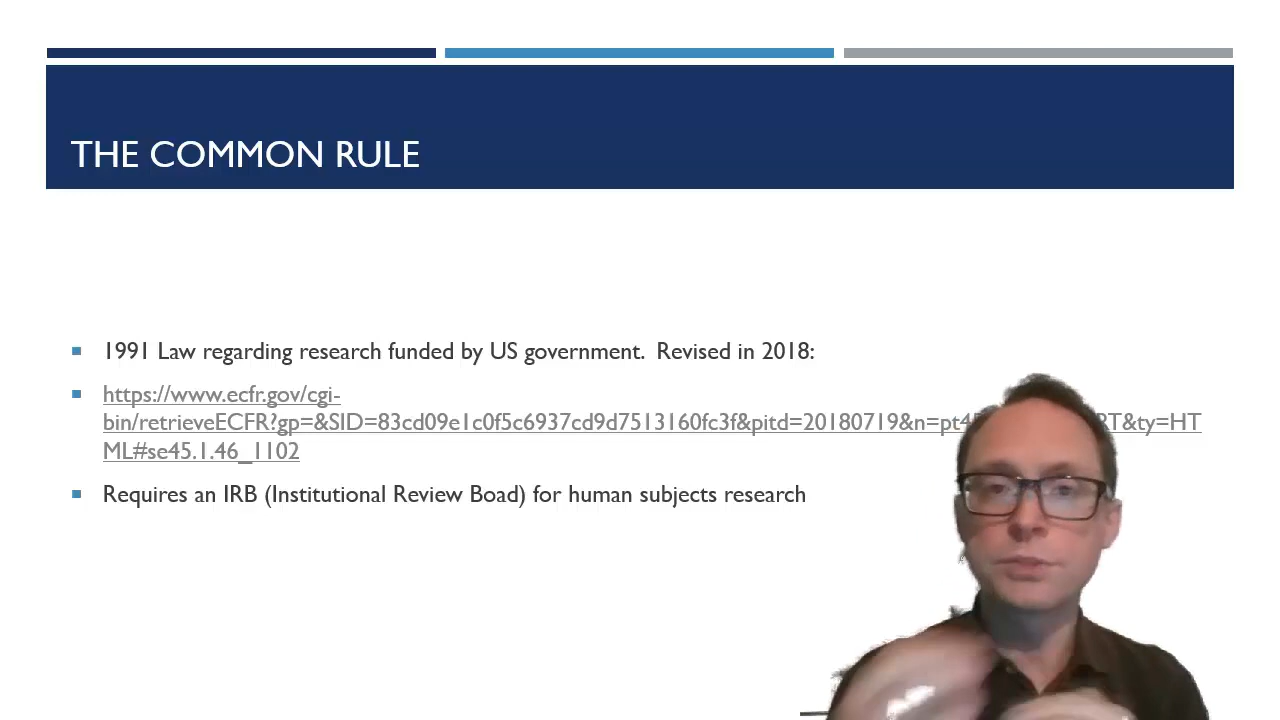 THE COMMON RULE
1991 Law regarding research funded by US government. Revised in 2018:
https://www.ecfr.gov/cgi-
bin/retrieveECFR?gp=&SID=83cd09e1c0f5c6937cd9d7513160fc3f&pitd=20180719&n=pt4 RT&ty=HT
ML#se45.1.46_1102
Requires an IRB (Institutional Review Boad) for human subjects research